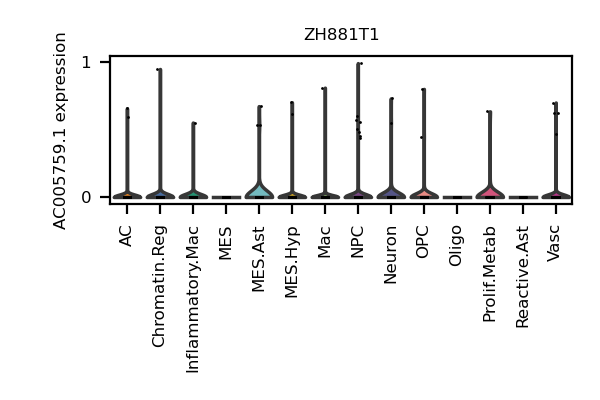 ZH881T1
AC005759.1 expression
1
0
AC
Chromatin.Reg
Inflammatory.Mac
MES
MES.Ast
MES.Hyp
Mac
NPC
Neuron
OPC
Oligo
Prolif.Metab
Reactive.Ast
Vasc